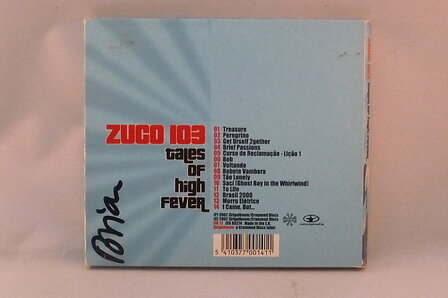 ZUCO 103
tales
OF
high
FEVER
01 Treasure
02 Peregrino
03 Get Urself 2gether
04 Brief Passions
05 Curso de Reclamação - Lição 1
06 Bob
07 Voltando
08 Bebete Vambora
09 Tão Lonely
10 Saci (Ghost Boy in the Whirlwind)
11 To Life
12 Brasil 2000
13 Morro Elétrico
14 I Came, But...
5 410377 001411